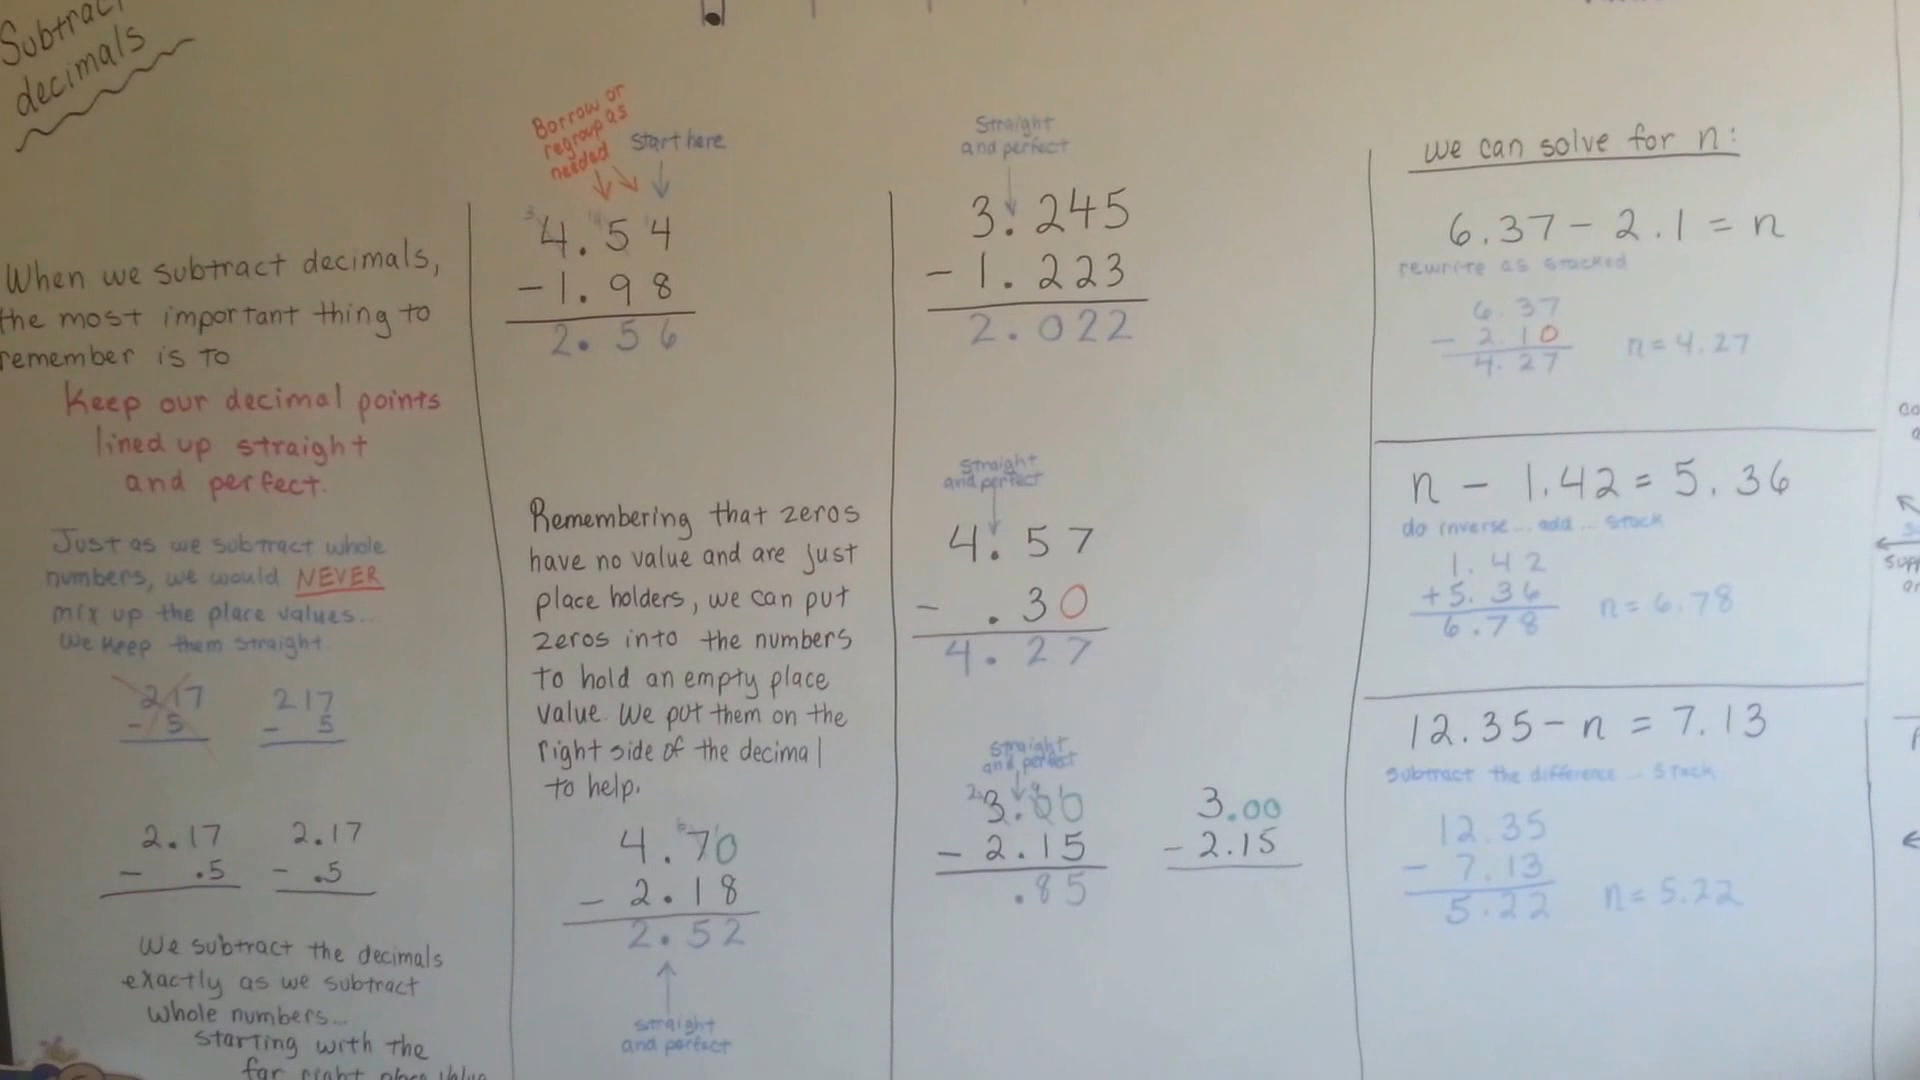 Subtract
decimals
When we subtract decimals,
the most important thing to
remember is to
Keep our decimal points
lined up straight
and perfect.
Just as we subtract whole
numbers, we would NEVER
mix up the place values...
We keep them straight.
217
- 5
217
- 5
2.17
- .5
2.17
- .5
We subtract the decimals
exactly as we subtract
whole numbers...
starting with the
far right place value
Borrow or
regroup as
needed
start here
4.54
-1.98
2.56
Remembering that zeros
have no value and are just
place holders, we can put
zeros into the numbers
to hold an empty place
value. We put them on the
right side of the decimal
to help.
4.70
- 2.18
2.52
straight
and perfect
Straight
and perfect
3.245
- 1.223
2.022
Straight
and perfect
4.57
- .30
4.27
straight
and perfect
3.00
- 2.15
.85
3.00
- 2.15
we can solve for n:
6.37 - 2.1 = n
rewrite as stacked
6.37
- 2.10
4.27
n = 4.27
n - 1.42 = 5.36
do inverse... add... stack
1.42
+5.36
6.78
n = 6.78
12.35 - n = 7.13
subtract the difference... stack
12.35
- 7.13
5.22
n = 5.22